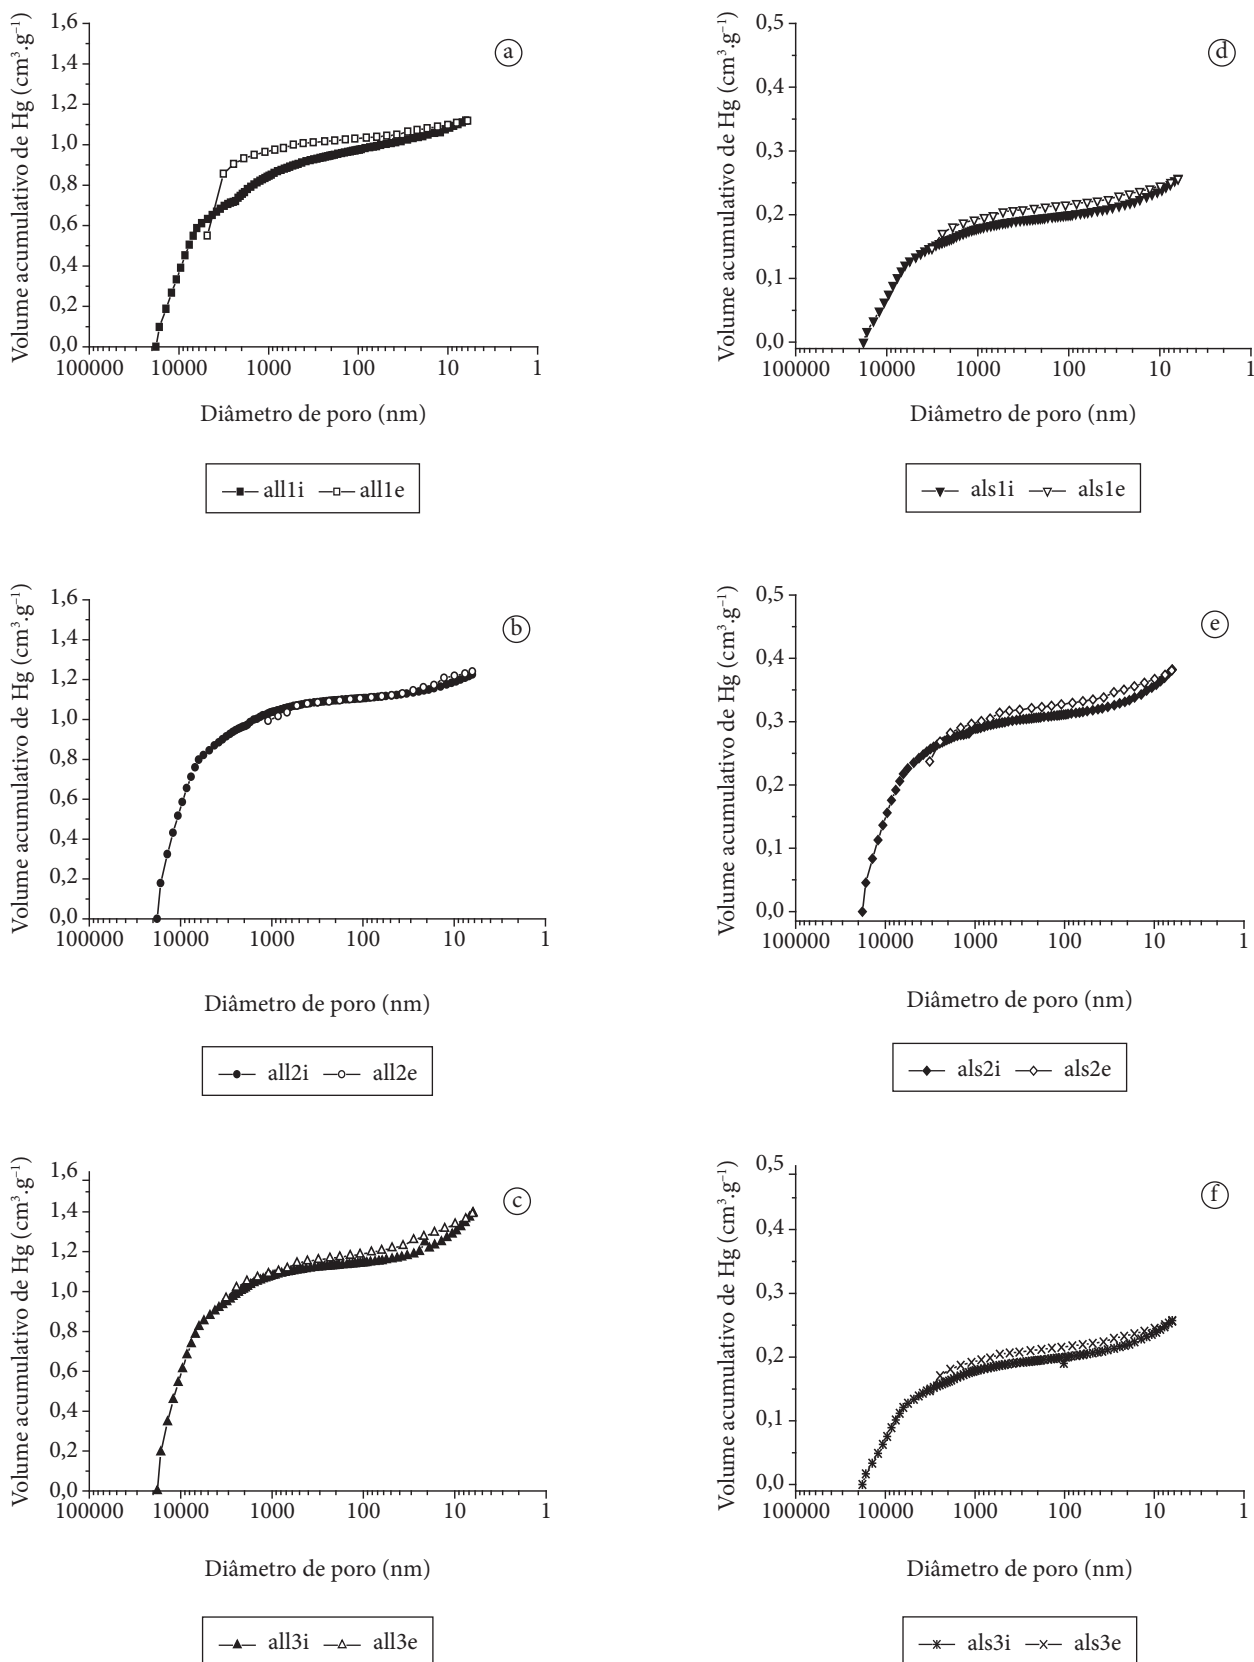 Volume acumulativo de Hg (cm³.g⁻¹)
1,6
1,4
1,2
1,0
0,8
0,6
0,4
0,2
0,0
100000 10000 1000 100 10 1
Diâmetro de poro (nm)
a
all1i all1e
Volume acumulativo de Hg (cm³.g⁻¹)
0,5
0,4
0,3
0,2
0,1
0,0
100000 10000 1000 100 10 1
Diâmetro de poro (nm)
d
als1i als1e
Volume acumulativo de Hg (cm³.g⁻¹)
1,6
1,4
1,2
1,0
0,8
0,6
0,4
0,2
0,0
100000 10000 1000 100 10 1
Diâmetro de poro (nm)
b
all2i all2e
Volume acumulativo de Hg (cm³.g⁻¹)
0,5
0,4
0,3
0,2
0,1
0,0
100000 10000 1000 100 10 1
Diâmetro de poro (nm)
e
als2i als2e
Volume acumulativo de Hg (cm³.g⁻¹)
1,6
1,4
1,2
1,0
0,8
0,6
0,4
0,2
0,0
100000 10000 1000 100 10 1
Diâmetro de poro (nm)
c
all3i all3e
Volume acumulativo de Hg (cm³.g⁻¹)
0,5
0,4
0,3
0,2
0,1
0,0
100000 10000 1000 100 10 1
Diâmetro de poro (nm)
f
als3i als3e